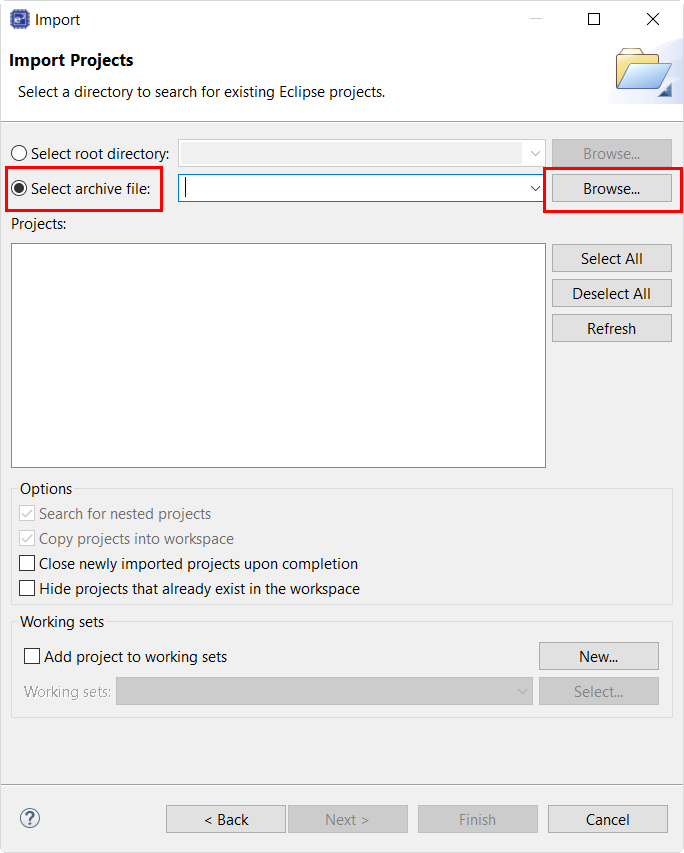 Import
Import Projects
Select a directory to search for existing Eclipse projects.
Select root directory: Browse...
Select archive file: Browse...
Projects:
Select All
Deselect All
Refresh
Options
Search for nested projects
Copy projects into workspace
Close newly imported projects upon completion
Hide projects that already exist in the workspace
Working sets
Add project to working sets New...
Working sets: Select...
? < Back Next > Finish Cancel